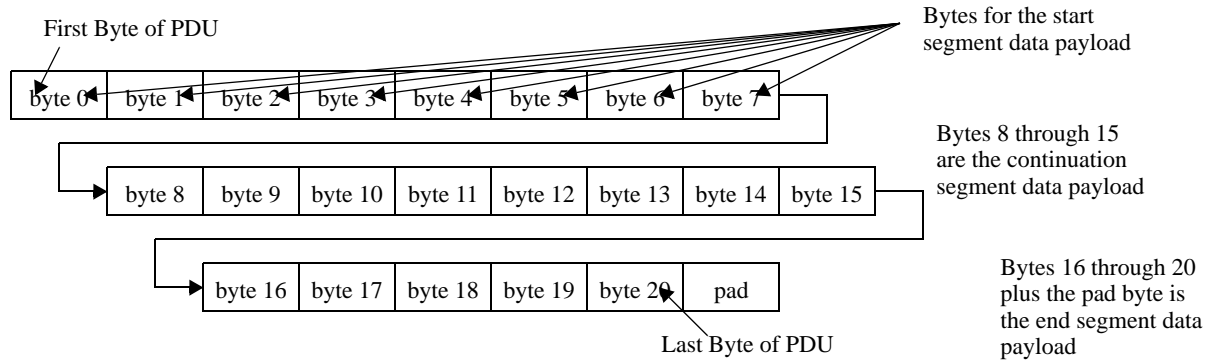 First Byte of PDU
Bytes for the start
segment data payload
byte 0 byte 1 byte 2 byte 3 byte 4 byte 5 byte 6 byte 7
Bytes 8 through 15
are the continuation
segment data payload
byte 8 byte 9 byte 10 byte 11 byte 12 byte 13 byte 14 byte 15
byte 16 byte 17 byte 18 byte 19 byte 20 pad
Bytes 16 through 20
plus the pad byte is
the end segment data
payload
Last Byte of PDU